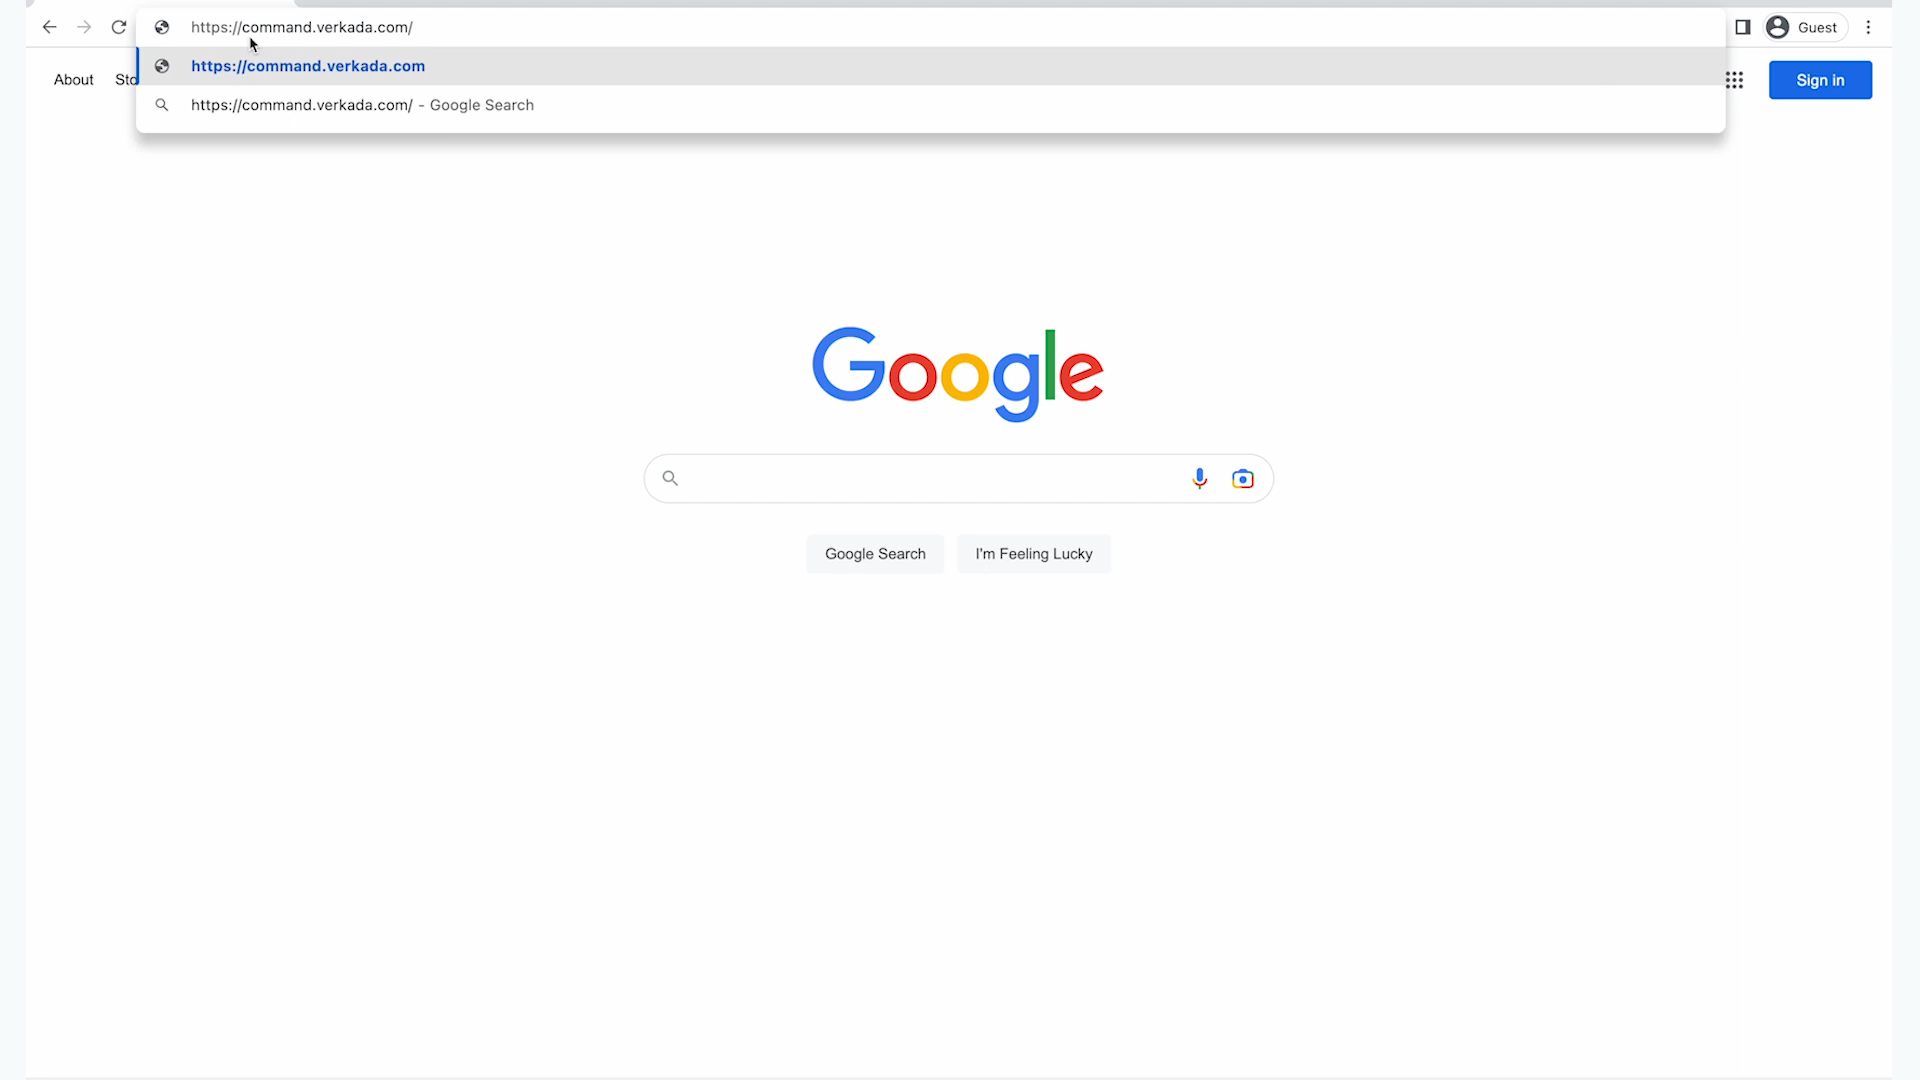 https://command.verkada.com/
Guest
https://command.verkada.com
About
Sto
Sign in
https://command.verkada.com/ - Google Search
Google
Google Search
I'm Feeling Lucky